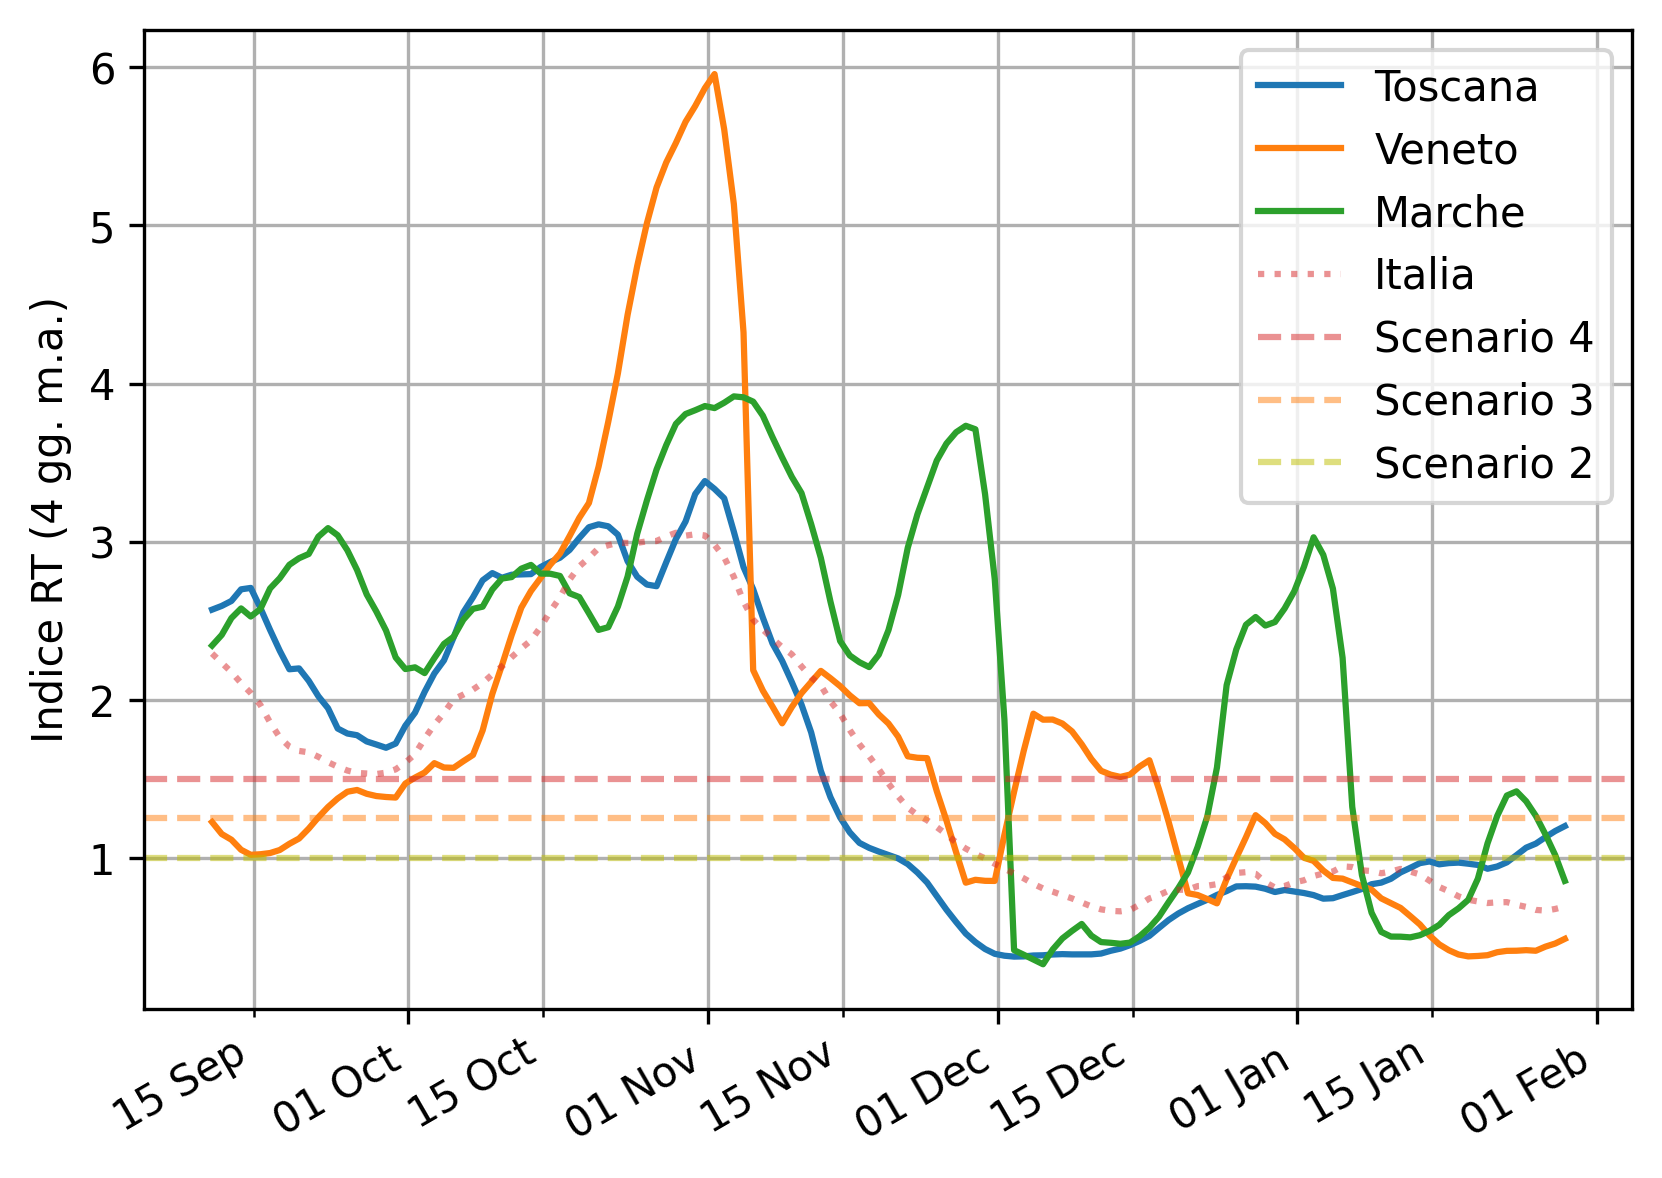 Indice RT (4 gg. m.a.)
6
5
4
3
2
1
Toscana
Veneto
Marche
Italia
Scenario 4
Scenario 3
Scenario 2
15 Sep
01 Oct
15 Oct
01 Nov
15 Nov
01 Dec
15 Dec
01 Jan
15 Jan
01 Feb